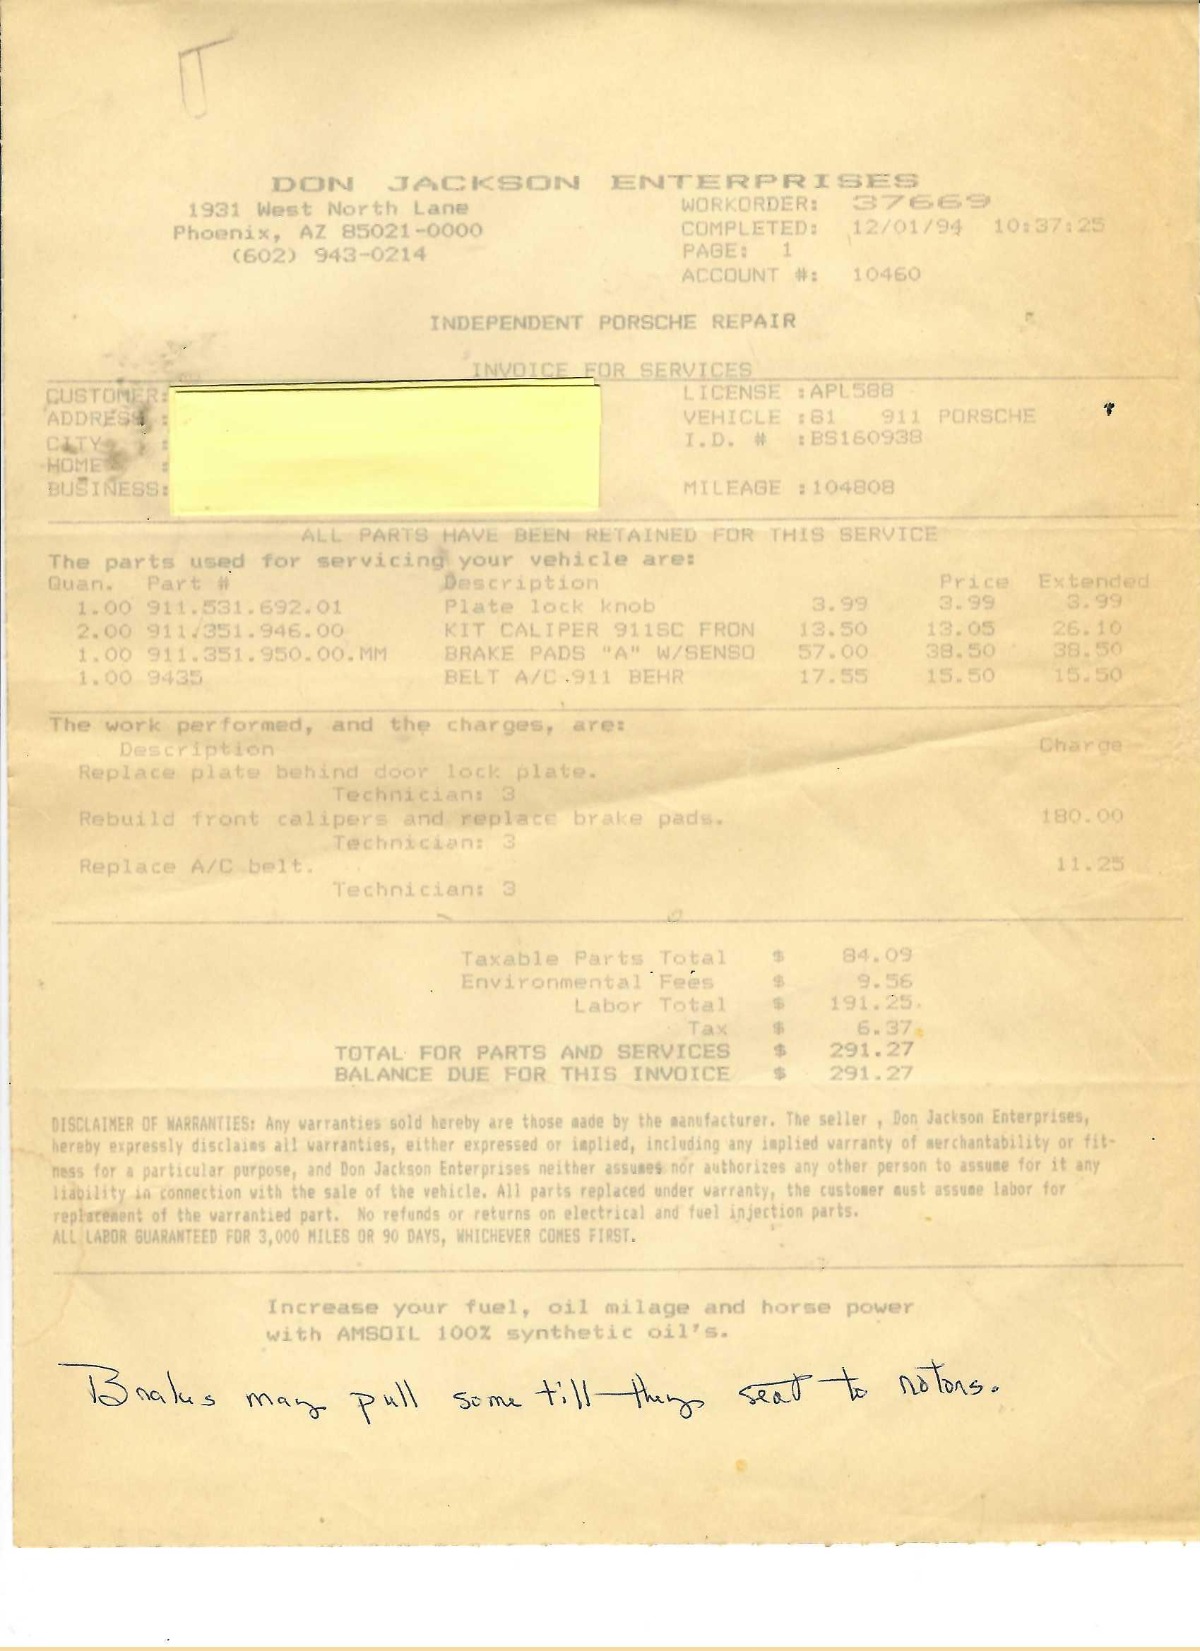 DON JACKSON ENTERPRISES
1931 West North Lane
Phoenix, AZ 85021-0000
(602) 943-0214
WORKORDER: 37669
COMPLETED: 12/01/94 10:37:25
PAGE: 1
ACCOUNT #: 10460
INDEPENDENT PORSCHE REPAIR
INVOICE FOR SERVICES
CUSTOMER:
ADDRESS :
CITY :
HOME :
BUSINESS:
LICENSE :APL588
VEHICLE :81 911 PORSCHE
I.D. # :BS160938
MILEAGE :104808
ALL PARTS HAVE BEEN RETAINED FOR THIS SERVICE
The parts used for servicing your vehicle are:
Quan. Part # Description Price Extended
1.00 911.531.692.01 Plate lock knob 3.99 3.99 3.99
2.00 911.351.946.00 KIT CALIPER 911SC FRON 13.50 13.05 26.10
1.00 911.351.950.00.MM BRAKE PADS "A" W/SENSO 57.00 38.50 38.50
1.00 9435 BELT A/C 911 BEHR 17.55 15.50 15.50
The work performed, and the charges, are:
Description Charge
Replace plate behind door lock plate.
Technician: 3
Rebuild front calipers and replace brake pads. 180.00
Technician: 3
Replace A/C belt. 11.25
Technician: 3
Taxable Parts Total $ 84.09
Environmental Fees $ 9.56
Labor Total $ 191.25
Tax $ 6.37
TOTAL FOR PARTS AND SERVICES $ 291.27
BALANCE DUE FOR THIS INVOICE $ 291.27
DISCLAIMER OF WARRANTIES: Any warranties sold hereby are those made by the manufacturer. The seller , Don Jackson Enterprises,
hereby expressly disclaims all warranties, either expressed or implied, including any implied warranty of merchantability or fit-
ness for a particular purpose, and Don Jackson Enterprises neither assumes nor authorizes any other person to assume for it any
liability in connection with the sale of the vehicle. All parts replaced under warranty, the customer must assume labor for
replacement of the warrantied part. No refunds or returns on electrical and fuel injection parts.
ALL LABOR GUARANTEED FOR 3,000 MILES OR 90 DAYS, WHICHEVER COMES FIRST.
Increase your fuel, oil milage and horse power
with AMSOIL 100% synthetic oil's.
Brakes may pull some till they seat to rotors.